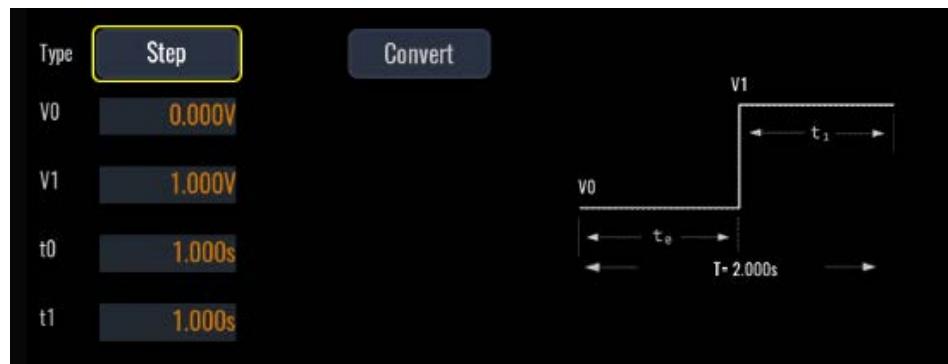 Type Step Convert
V0 0.000V
V1 1.000V
t0 1.000s
t1 1.000s
V1
t₁
V0
t₀
T= 2.000s